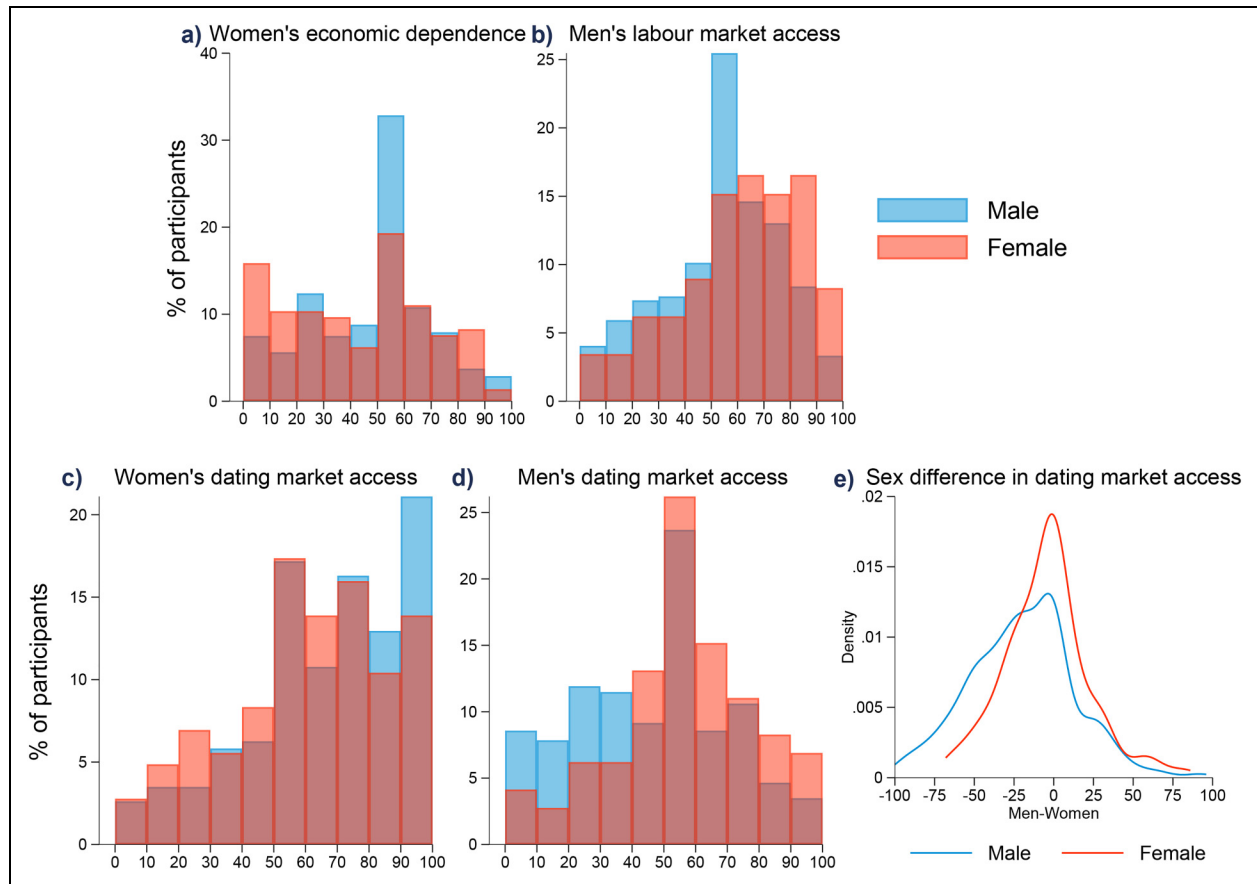 a) Women's economic dependence
b) Men's labour market access
% of participants
40
30
20
10
0
0 10 20 30 40 50 60 70 80 90 100
25
20
15
10
5
0
0 10 20 30 40 50 60 70 80 90 100
Male
Female
c) Women's dating market access
d) Men's dating market access
e) Sex difference in dating market access
% of participants
20
15
10
5
0
0 10 20 30 40 50 60 70 80 90 100
25
20
15
10
5
0
0 10 20 30 40 50 60 70 80 90 100
Density
.02
.015
.01
.005
0
-100 -75 -50 -25 0 25 50 75 100
Men-Women
Male Female